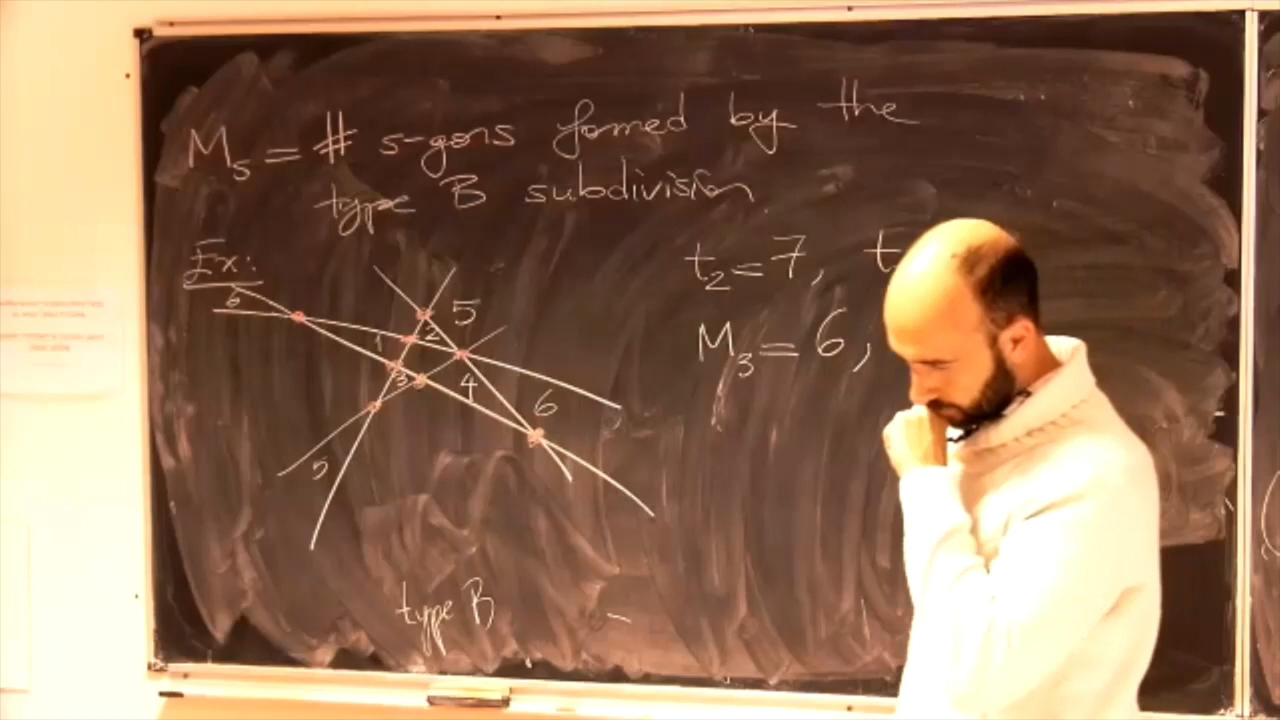 M₅ = # 5-gons formed by the
type B subdivision
Ex:
t₂ = 7, t
M₃ = 6,
6
5
1
2
3
4
6
5
type B